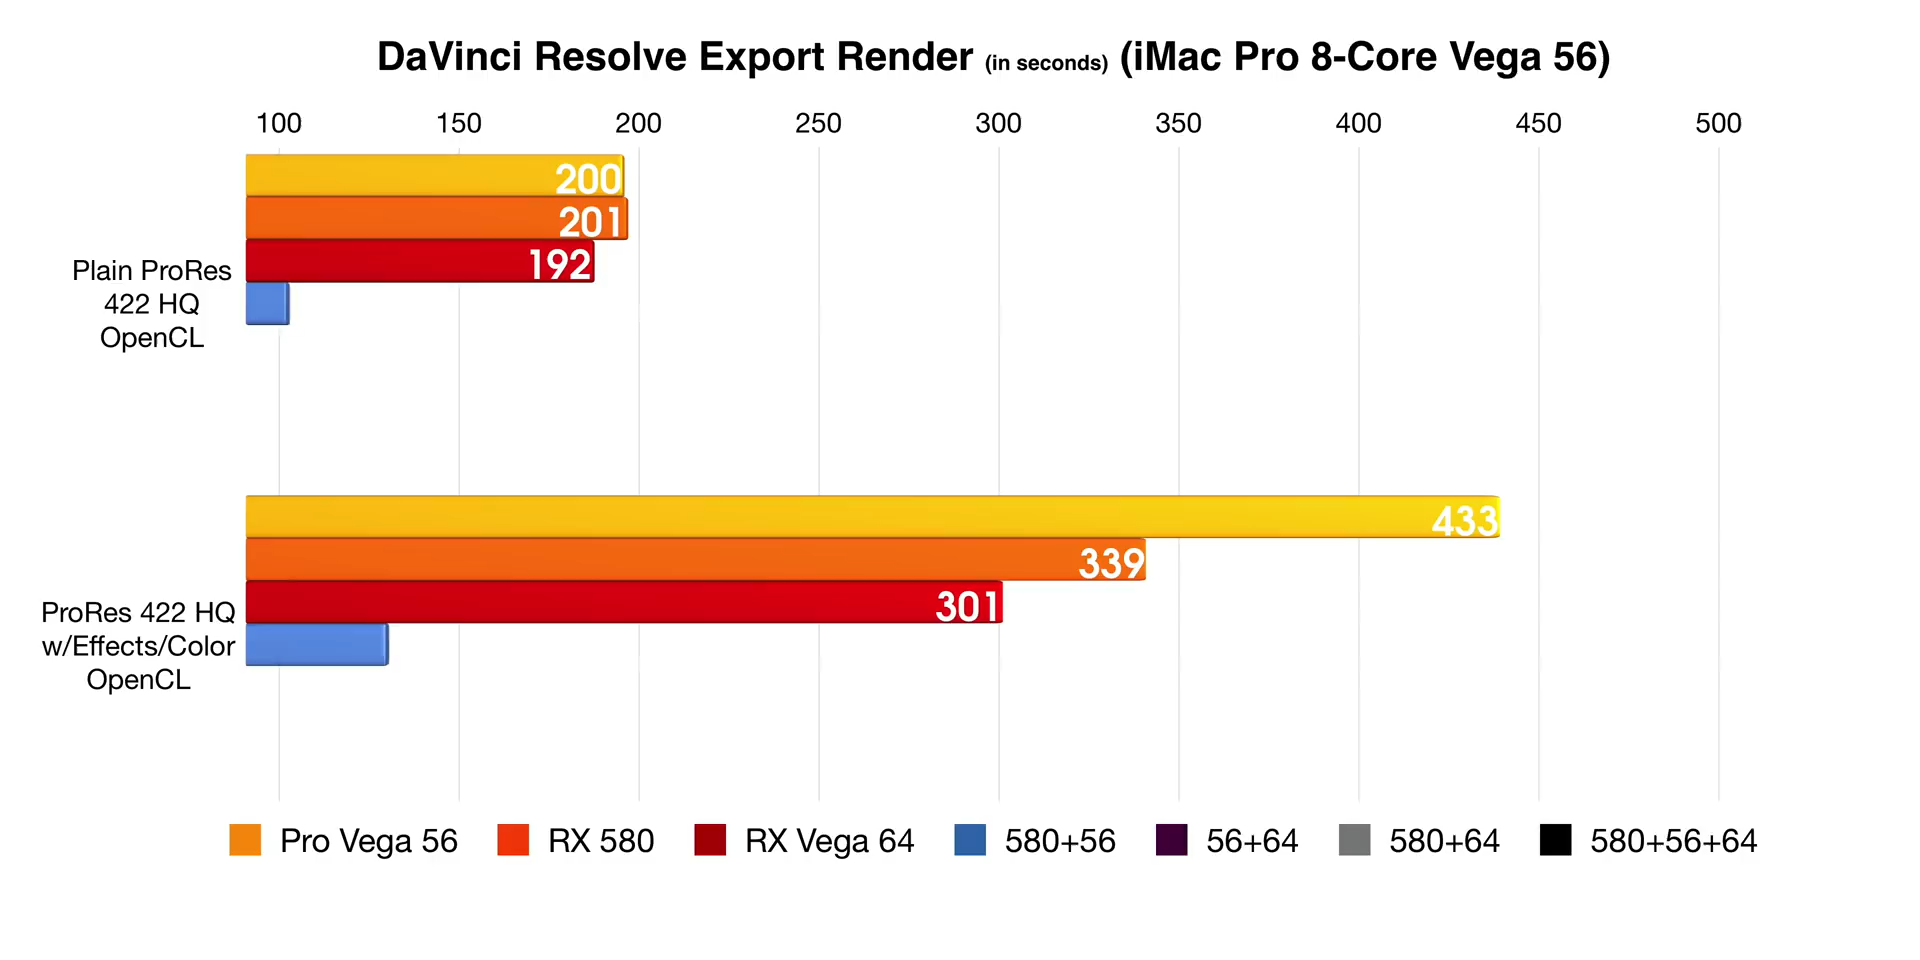 DaVinci Resolve Export Render (in seconds) (iMac Pro 8-Core Vega 56)
100 150 200 250 300 350 400 450 500
200
201
192
Plain ProRes
422 HQ
OpenCL
433
339
301
ProRes 422 HQ
w/Effects/Color
OpenCL
Pro Vega 56 RX 580 RX Vega 64 580+56 56+64 580+64 580+56+64